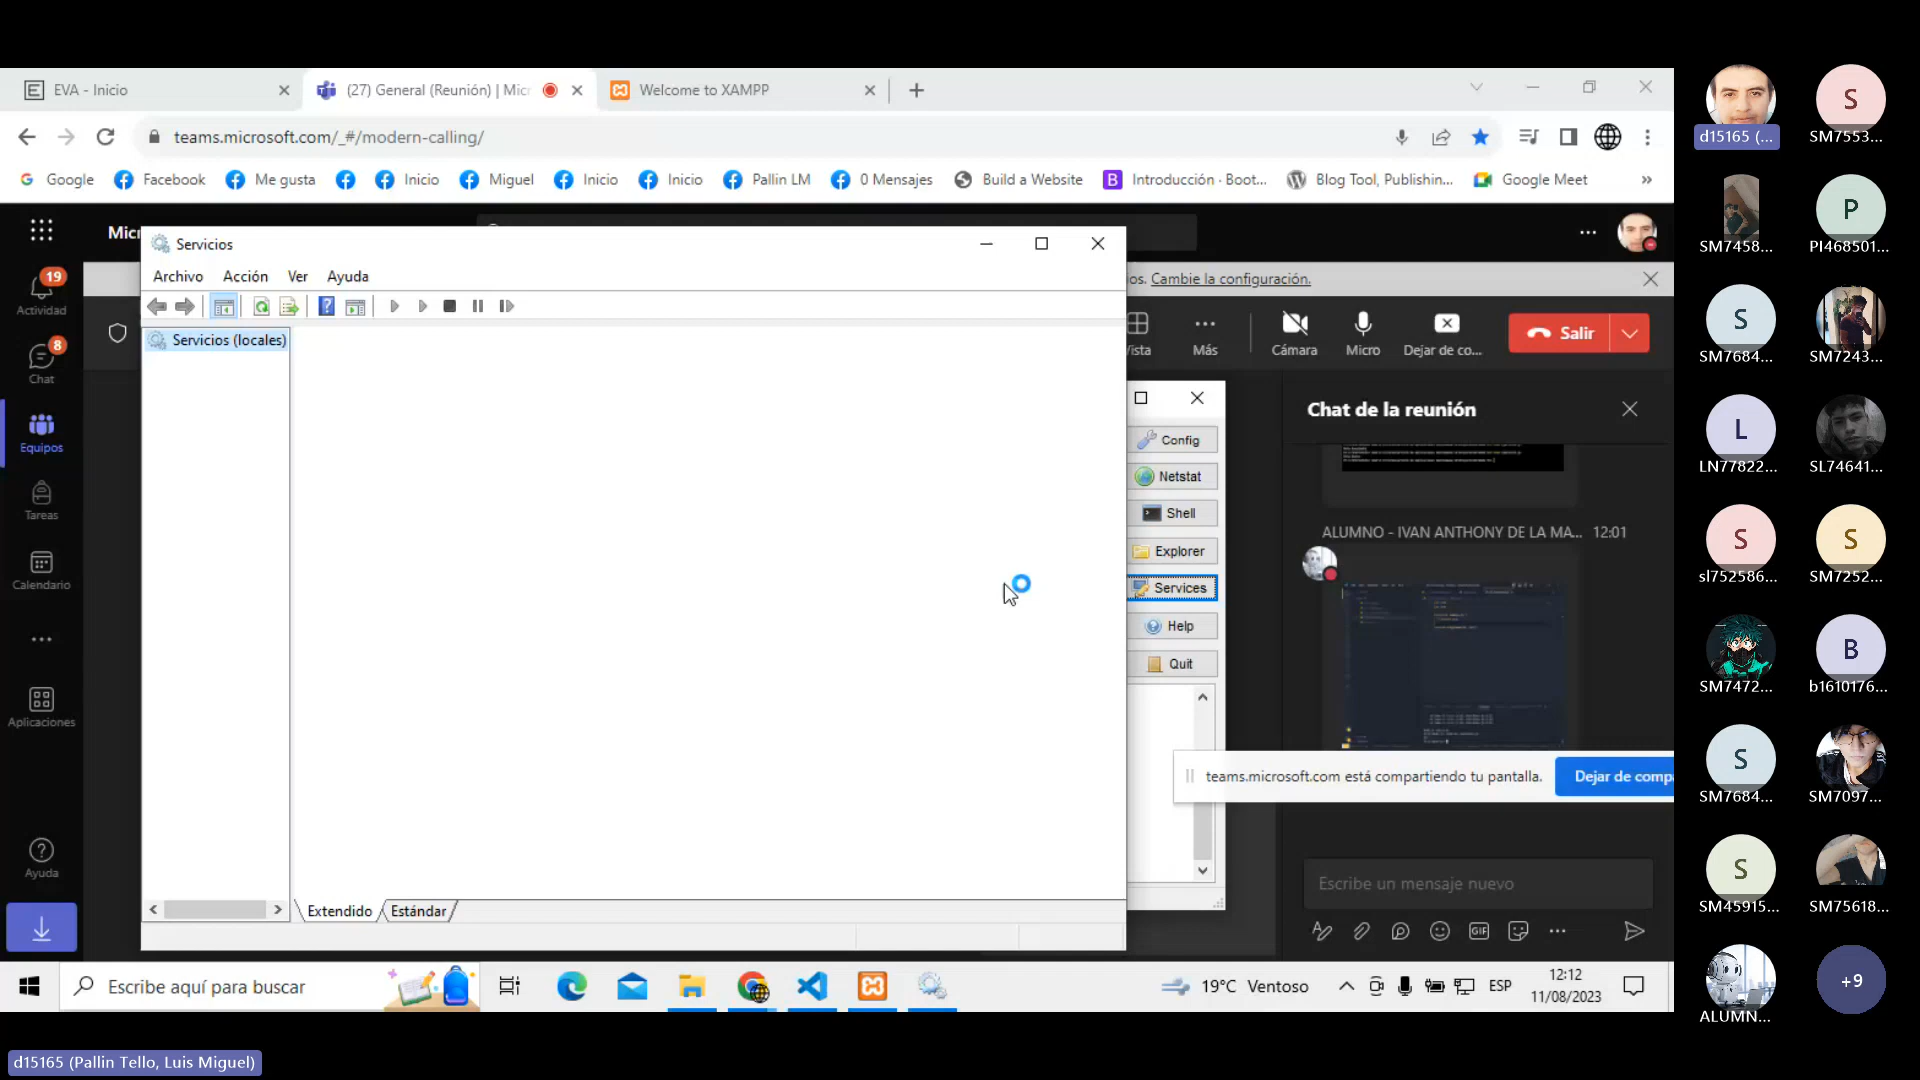 EVA - Inicio
(27) General (Reunión) | Micr
Welcome to XAMPP
teams.microsoft.com/_#/modern-calling/
Google
Facebook
Me gusta
Inicio
Miguel
Inicio
Inicio
Pallin LM
0 Mensajes
Build a Website
Introducción · Boot...
Blog Tool, Publishin...
Google Meet
»
Micr
Servicios
Archivo Acción Ver Ayuda
Servicios (locales)
Extendido
Estándar
19
Actividad
8
Chat
Equipos
Tareas
Calendario
Aplicaciones
Ayuda
os. Cambie la configuración.
Vista
Más
Cámara
Micro
Dejar de co...
Salir
Config
Netstat
Shell
Explorer
Services
Help
Quit
Chat de la reunión
ALUMNO - IVAN ANTHONY DE LA MA... 12:01
teams.microsoft.com está compartiendo tu pantalla.
Dejar de compa
Escribe un mensaje nuevo
GIF
Escribe aquí para buscar
19°C Ventoso
ESP
12:12
11/08/2023
d15165 (...
S
SM7553...
SM7458...
P
PI468501...
S
SM7684...
SM7243...
L
LN77822...
SL74641...
S
sl752586...
S
SM7252...
SM7472...
B
b1610176...
S
SM7684...
SM7097...
S
SM45915...
SM75618...
ALUMN...
+9
d15165 (Pallin Tello, Luis Miguel)